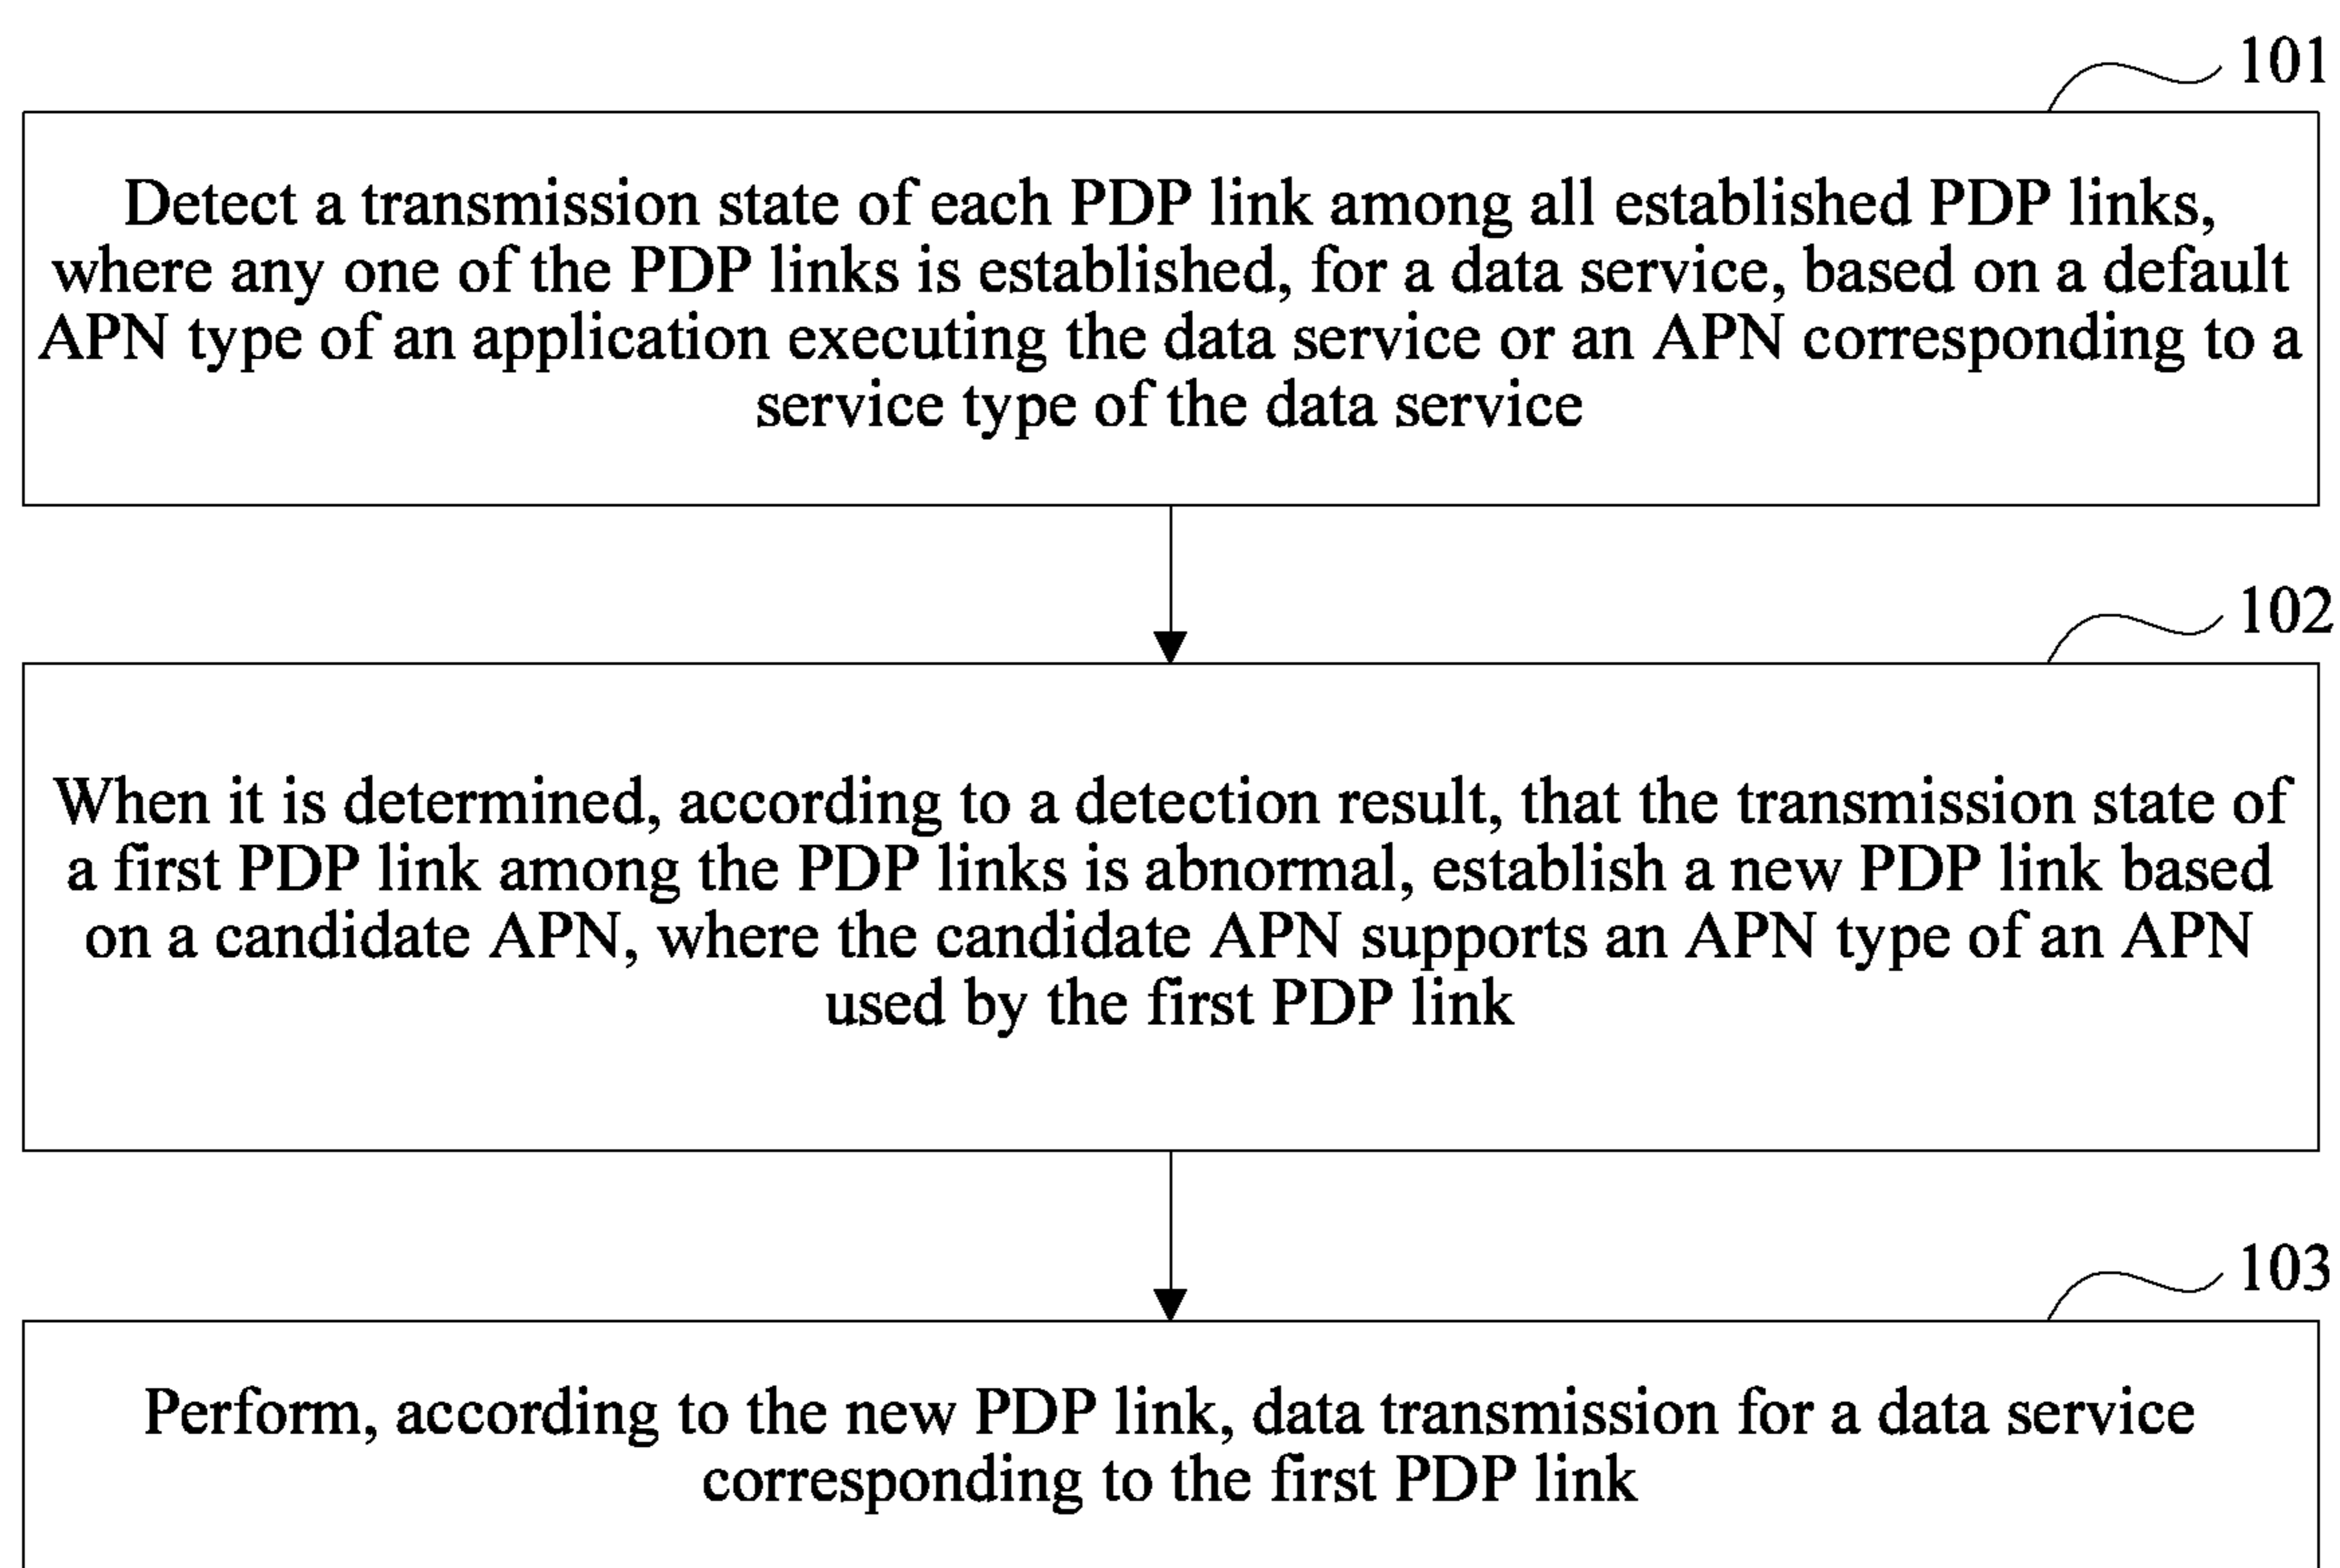 101
Detect a transmission state of each PDP link among all established PDP links,
where any one of the PDP links is established, for a data service, based on a default
APN type of an application executing the data service or an APN corresponding to a
service type of the data service
102
When it is determined, according to a detection result, that the transmission state of
a first PDP link among the PDP links is abnormal, establish a new PDP link based
on a candidate APN, where the candidate APN supports an APN type of an APN
used by the first PDP link
103
Perform, according to the new PDP link, data transmission for a data service
corresponding to the first PDP link